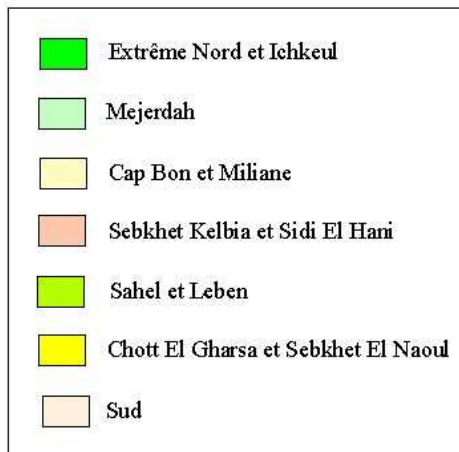 Extrême Nord et Ichkeul
Mejerdah
Cap Bon et Miliane
Sebkhet Kelbia et Sidi El Hani
Sahel et Leben
Chott El Gharsa et Sebkhet El Naoul
Sud